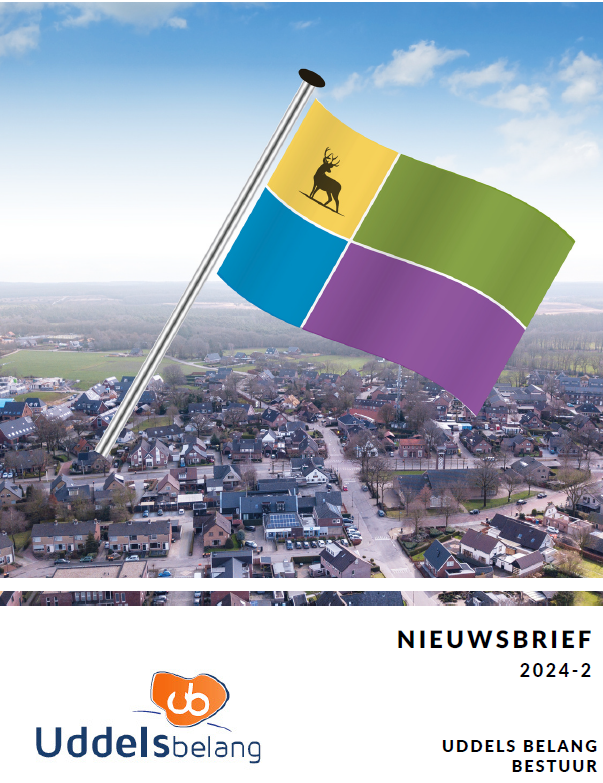 NIEUWSBRIEF
2024-2
ub
Uddelsbelang
UDDELS BELANG
BESTUUR